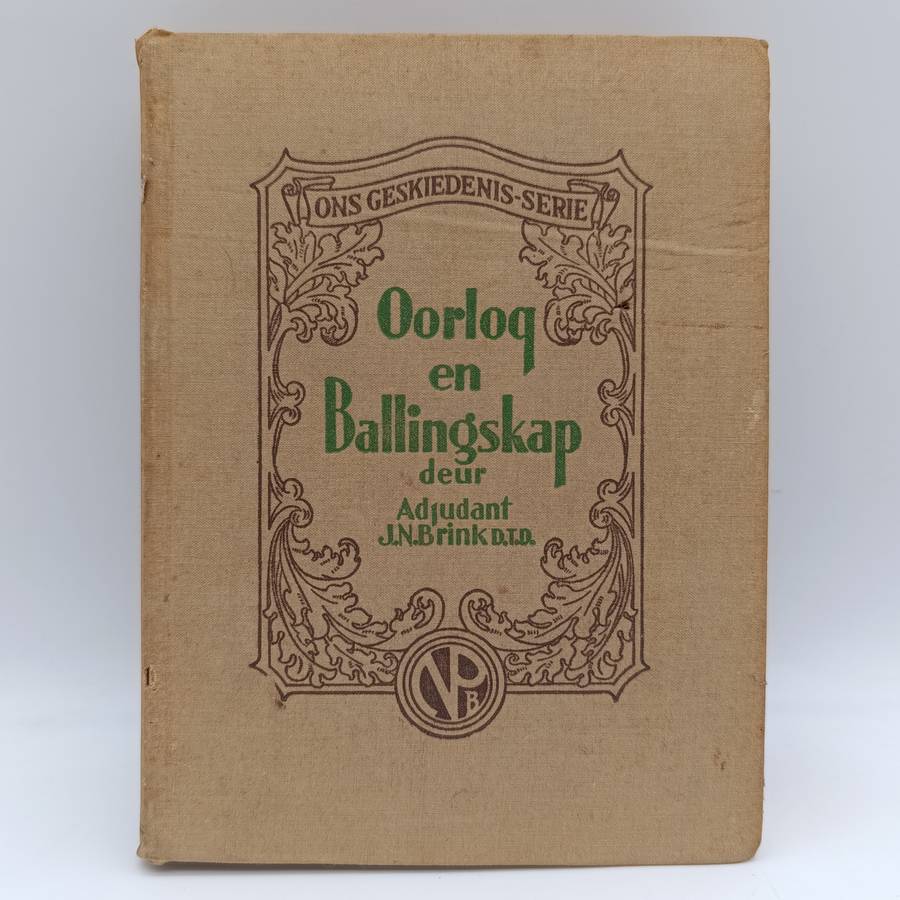 ONS GESKIEDENIS-SERIE
Oorlog
en
Ballingskap
deur
Adjudant
J.N.Brink D.T.D.
NPB